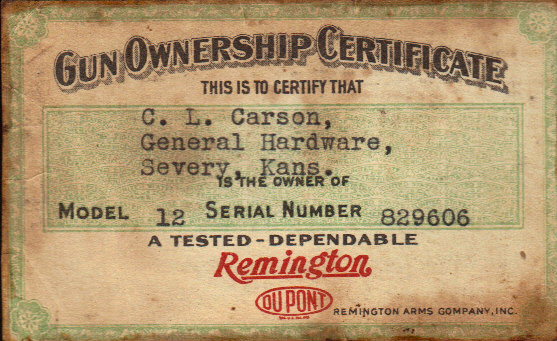 GUN OWNERSHIP CERTIFICATE
THIS IS TO CERTIFY THAT
C. L. Carson,
General Hardware,
Severy, Kans.
IS THE OWNER OF
MODEL 12 SERIAL NUMBER 829606
A TESTED-DEPENDABLE
Remington
DU PONT
REMINGTON ARMS COMPANY, INC.